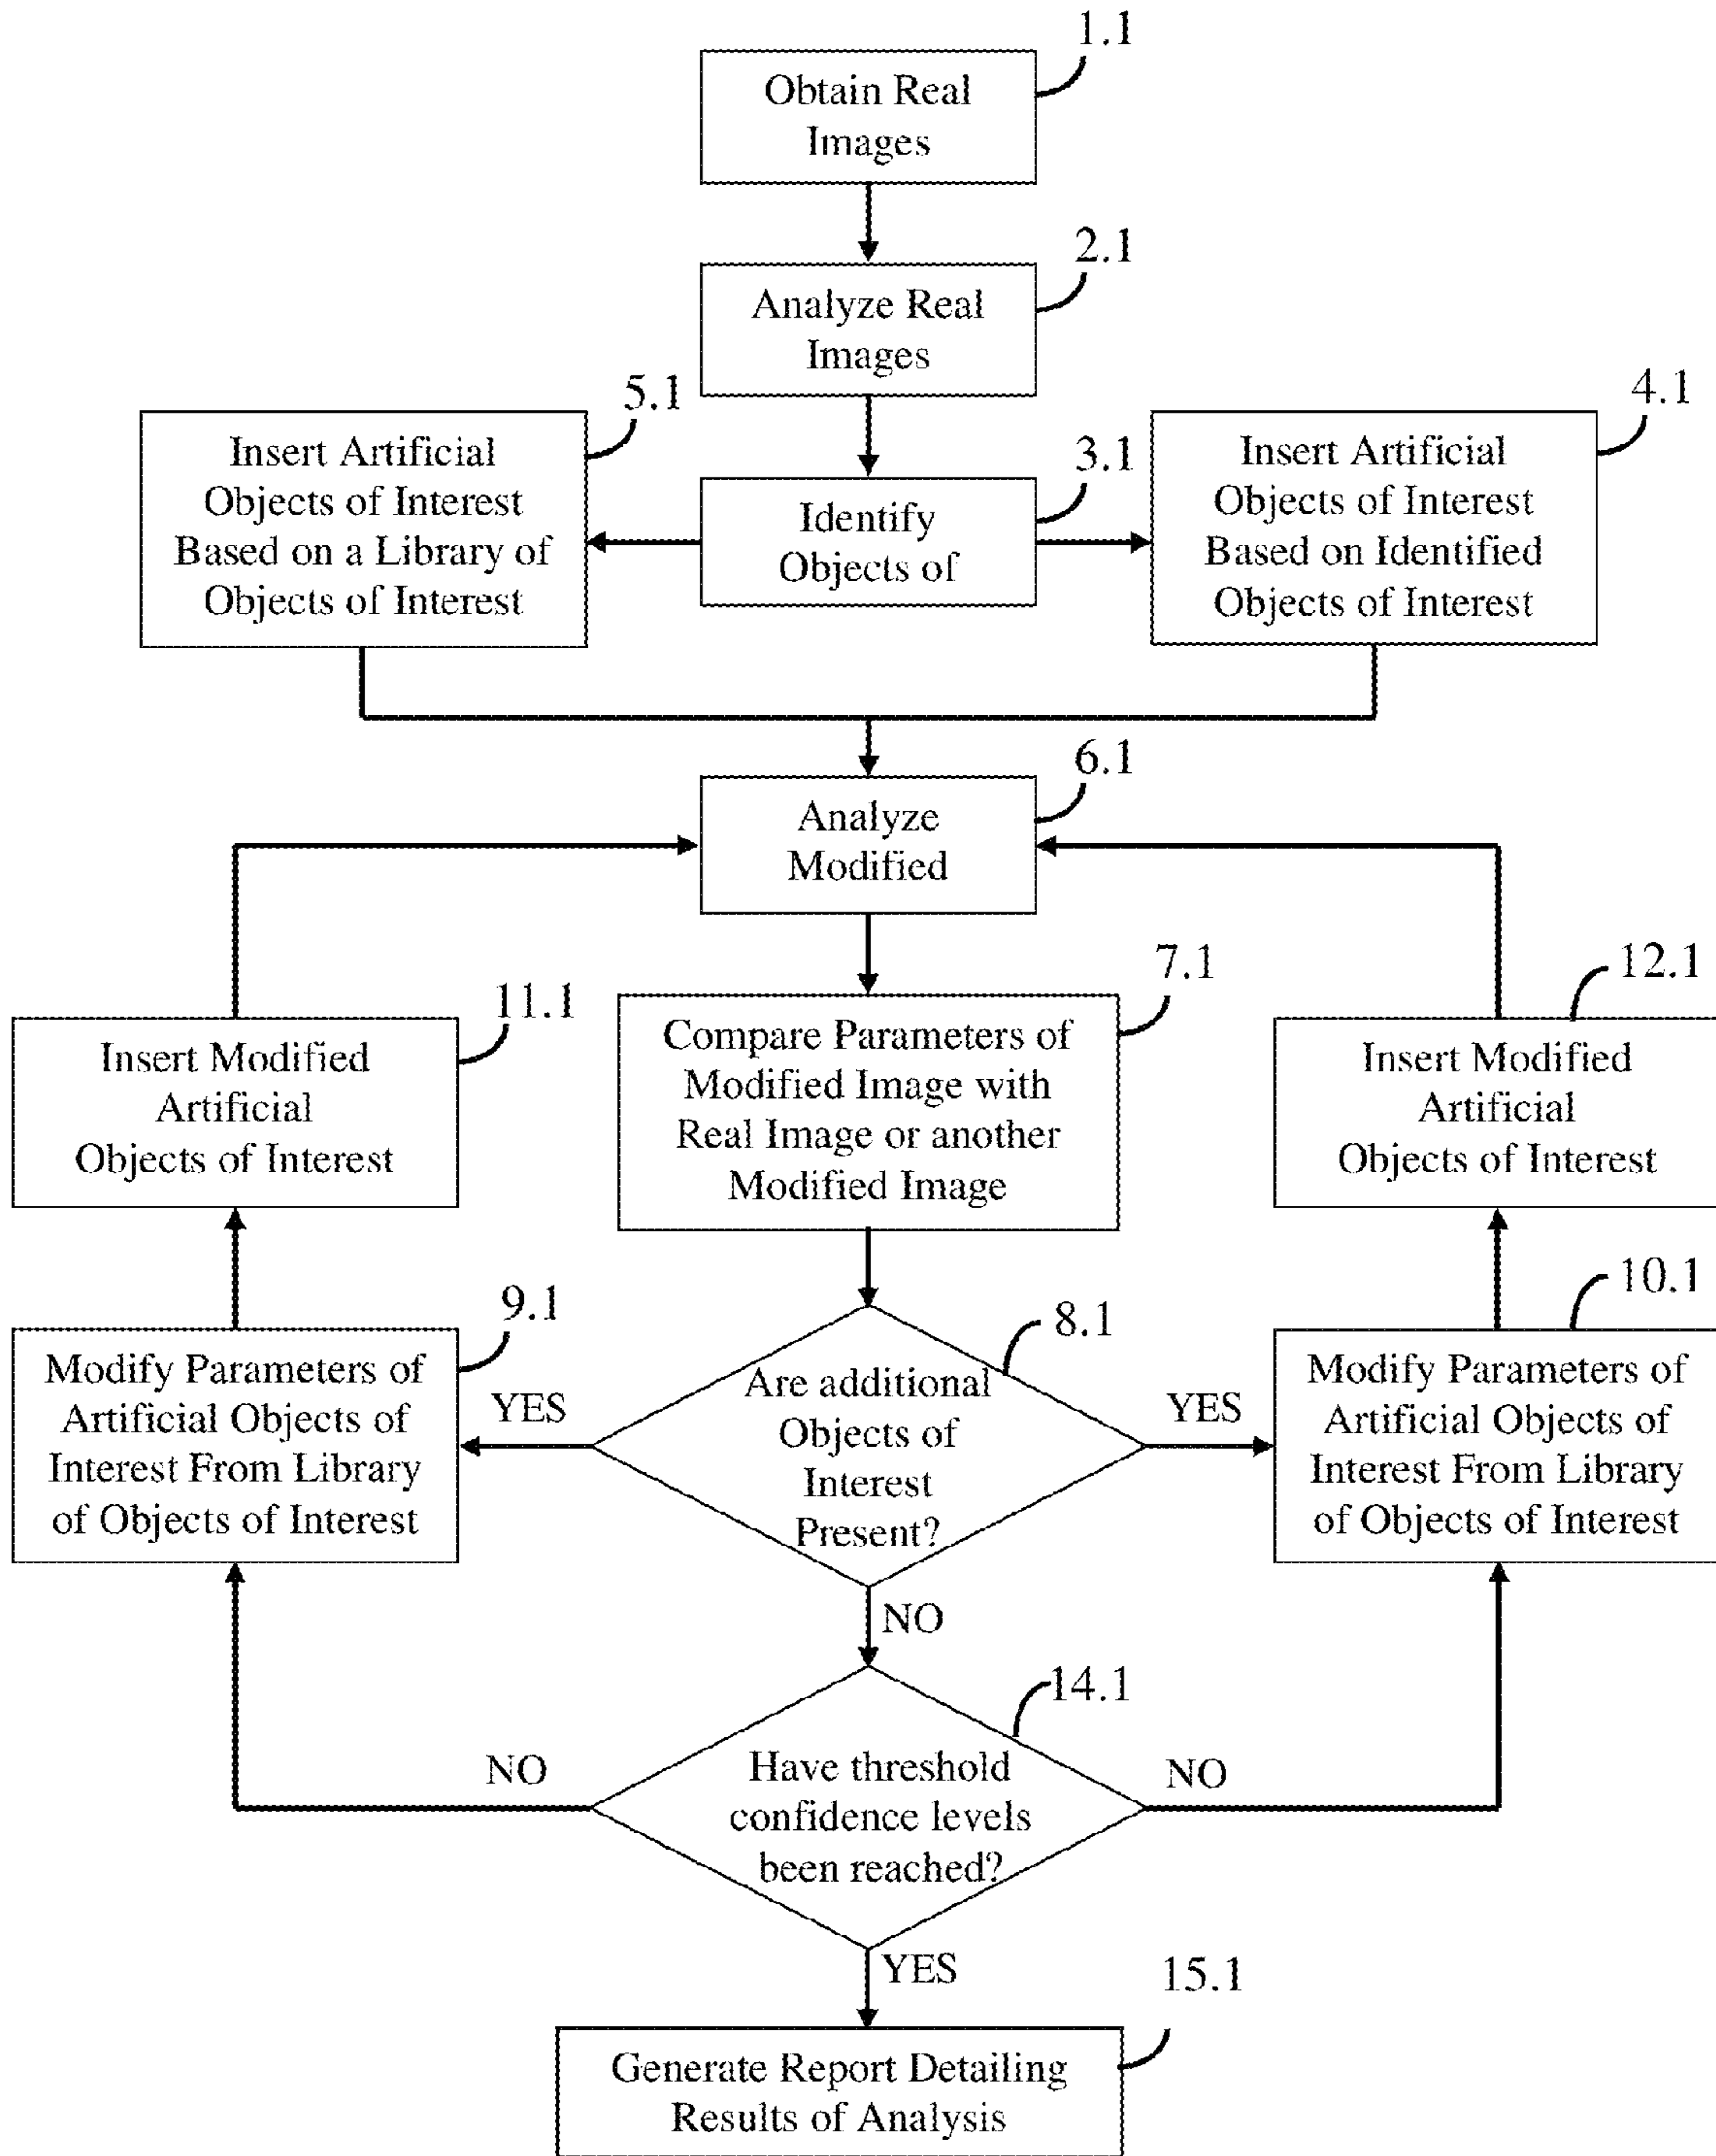 1.1
Obtain Real
Images
2.1
Analyze Real
Images
5.1
Insert Artificial
Objects of Interest
Based on a Library of
Objects of Interest
3.1
Identify
Objects of
4.1
Insert Artificial
Objects of Interest
Based on Identified
Objects of Interest
6.1
Analyze
Modified
7.1
Compare Parameters of
Modified Image with
Real Image or another
Modified Image
11.1
Insert Modified
Artificial
Objects of Interest
12.1
Insert Modified
Artificial
Objects of Interest
9.1
Modify Parameters of
Artificial Objects of
Interest From Library
of Objects of Interest
YES
8.1
Are additional
Objects of
Interest
Present?
YES
10.1
Modify Parameters of
Artificial Objects of
Interest From Library
of Objects of Interest
NO
14.1
NO
Have threshold
confidence levels
been reached?
NO
YES
15.1
Generate Report Detailing
Results of Analysis